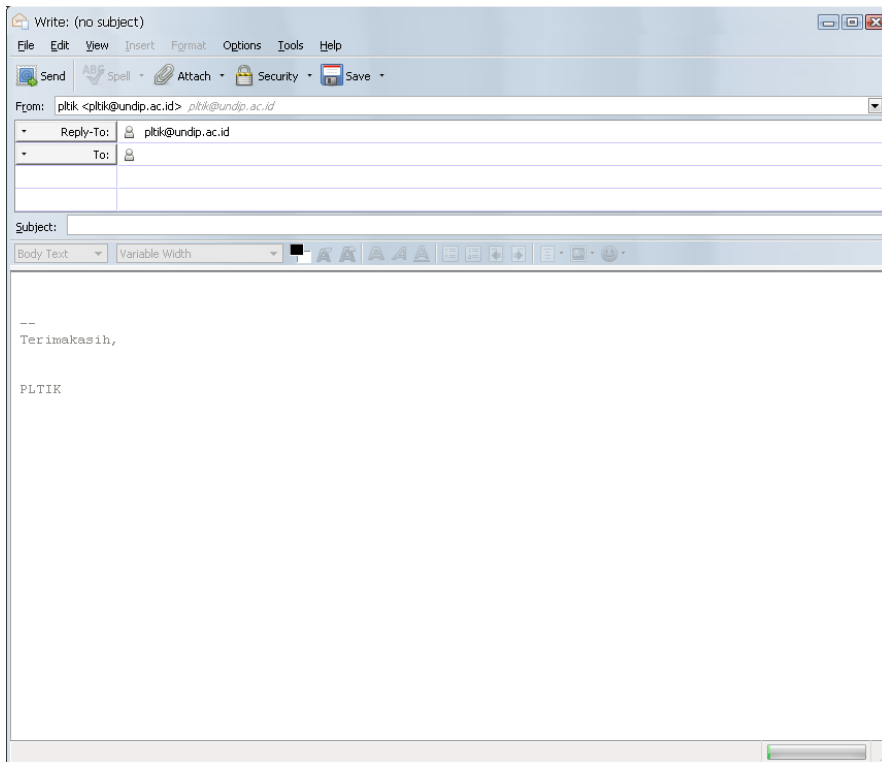 Write: (no subject)
File Edit View Insert Format Options Tools Help
Send ABC Spell Attach Security Save
From: pltik <pltik@undip.ac.id> pltik@undip.ac.id
Reply-To: pltik@undip.ac.id
To:
Subject:
Body Text Variable Width
--
Terimakasih,
PLTIK